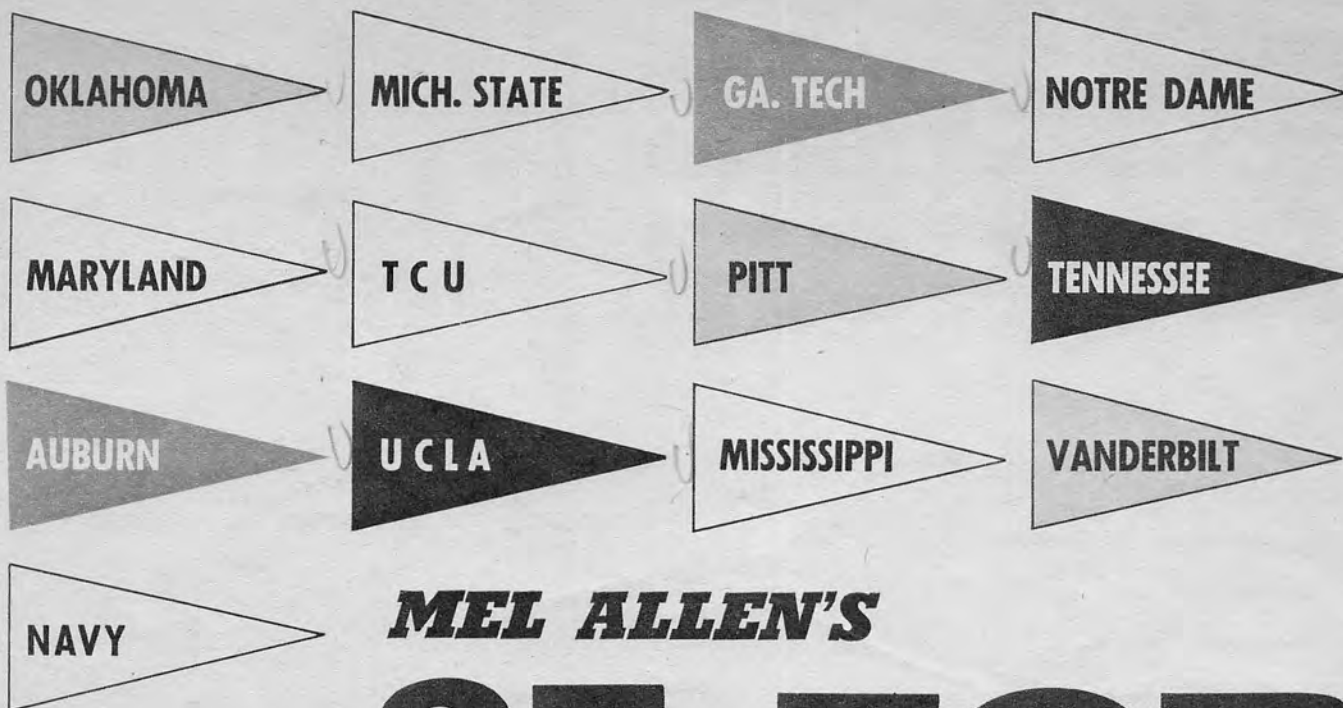 OKLAHOMA MICH. STATE GA. TECH NOTRE DAME
MARYLAND T C U PITT TENNESSEE
AUBURN U C L A MISSISSIPPI VANDERBILT
NAVY
MEL ALLEN'S